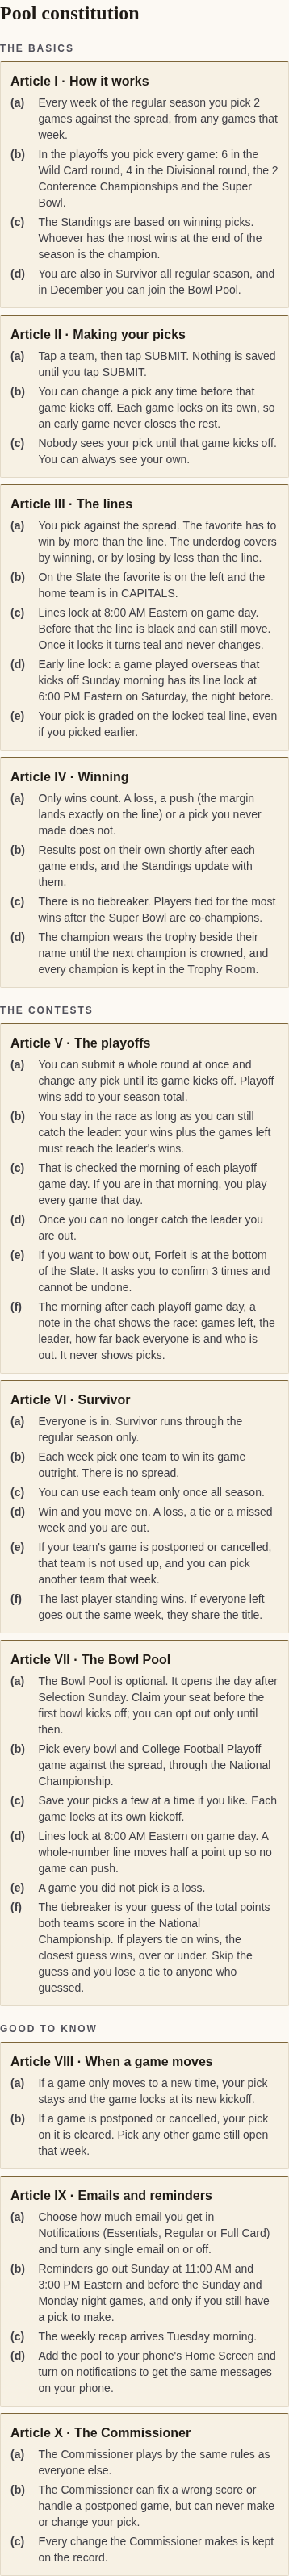 Pool constitution
THE BASICS
Article I · How it works
(a) Every week of the regular season you pick 2
games against the spread, from any games that
week.
(b) In the playoffs you pick every game: 6 in the
Wild Card round, 4 in the Divisional round, the 2
Conference Championships and the Super
Bowl.
(c) The Standings are based on winning picks.
Whoever has the most wins at the end of the
season is the champion.
(d) You are also in Survivor all regular season, and
in December you can join the Bowl Pool.
Article II · Making your picks
(a) Tap a team, then tap SUBMIT. Nothing is saved
until you tap SUBMIT.
(b) You can change a pick any time before that
game kicks off. Each game locks on its own, so
an early game never closes the rest.
(c) Nobody sees your pick until that game kicks off.
You can always see your own.
Article III · The lines
(a) You pick against the spread. The favorite has to
win by more than the line. The underdog covers
by winning, or by losing by less than the line.
(b) On the Slate the favorite is on the left and the
home team is in CAPITALS.
(c) Lines lock at 8:00 AM Eastern on game day.
Before that the line is black and can still move.
Once it locks it turns teal and never changes.
(d) Early line lock: a game played overseas that
kicks off Sunday morning has its line lock at
6:00 PM Eastern on Saturday, the night before.
(e) Your pick is graded on the locked teal line, even
if you picked earlier.
Article IV · Winning
(a) Only wins count. A loss, a push (the margin
lands exactly on the line) or a pick you never
made does not.
(b) Results post on their own shortly after each
game ends, and the Standings update with
them.
(c) There is no tiebreaker. Players tied for the most
wins after the Super Bowl are co-champions.
(d) The champion wears the trophy beside their
name until the next champion is crowned, and
every champion is kept in the Trophy Room.
THE CONTESTS
Article V · The playoffs
(a) You can submit a whole round at once and
change any pick until its game kicks off. Playoff
wins add to your season total.
(b) You stay in the race as long as you can still
catch the leader: your wins plus the games left
must reach the leader's wins.
(c) That is checked the morning of each playoff
game day. If you are in that morning, you play
every game that day.
(d) Once you can no longer catch the leader you
are out.
(e) If you want to bow out, Forfeit is at the bottom
of the Slate. It asks you to confirm 3 times and
cannot be undone.
(f) The morning after each playoff game day, a
note in the chat shows the race: games left, the
leader, how far back everyone is and who is
out. It never shows picks.
Article VI · Survivor
(a) Everyone is in. Survivor runs through the
regular season only.
(b) Each week pick one team to win its game
outright. There is no spread.
(c) You can use each team only once all season.
(d) Win and you move on. A loss, a tie or a missed
week and you are out.
(e) If your team's game is postponed or cancelled,
that team is not used up, and you can pick
another team that week.
(f) The last player standing wins. If everyone left
goes out the same week, they share the title.
Article VII · The Bowl Pool
(a) The Bowl Pool is optional. It opens the day after
Selection Sunday. Claim your seat before the
first bowl kicks off; you can opt out only until
then.
(b) Pick every bowl and College Football Playoff
game against the spread, through the National
Championship.
(c) Save your picks a few at a time if you like. Each
game locks at its own kickoff.
(d) Lines lock at 8:00 AM Eastern on game day. A
whole-number line moves half a point up so no
game can push.
(e) A game you did not pick is a loss.
(f) The tiebreaker is your guess of the total points
both teams score in the National
Championship. If players tie on wins, the
closest guess wins, over or under. Skip the
guess and you lose a tie to anyone who
guessed.
GOOD TO KNOW
Article VIII · When a game moves
(a) If a game only moves to a new time, your pick
stays and the game locks at its new kickoff.
(b) If a game is postponed or cancelled, your pick
on it is cleared. Pick any other game still open
that week.
Article IX · Emails and reminders
(a) Choose how much email you get in
Notifications (Essentials, Regular or Full Card)
and turn any single email on or off.
(b) Reminders go out Sunday at 11:00 AM and
3:00 PM Eastern and before the Sunday and
Monday night games, and only if you still have
a pick to make.
(c) The weekly recap arrives Tuesday morning.
(d) Add the pool to your phone's Home Screen and
turn on notifications to get the same messages
on your phone.
Article X · The Commissioner
(a) The Commissioner plays by the same rules as
everyone else.
(b) The Commissioner can fix a wrong score or
handle a postponed game, but can never make
or change your pick.
(c) Every change the Commissioner makes is kept
on the record.